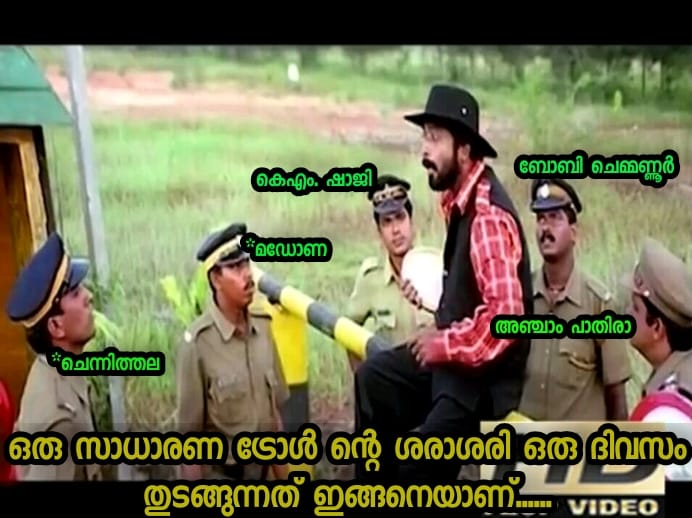 കെഎം. ഷാജി
ബോബി ചെമ്മണ്ണൂർ
*മഡോണ
അഞ്ചാം പാതിരാ
*ചെന്നിത്തല
ഒരു സാധാരണ ട്രോൾ ന്റെ ശരാശരി ഒരു ദിവസം
തുടങ്ങുന്നത് ഇങ്ങനെയാണ്......
VIDEO